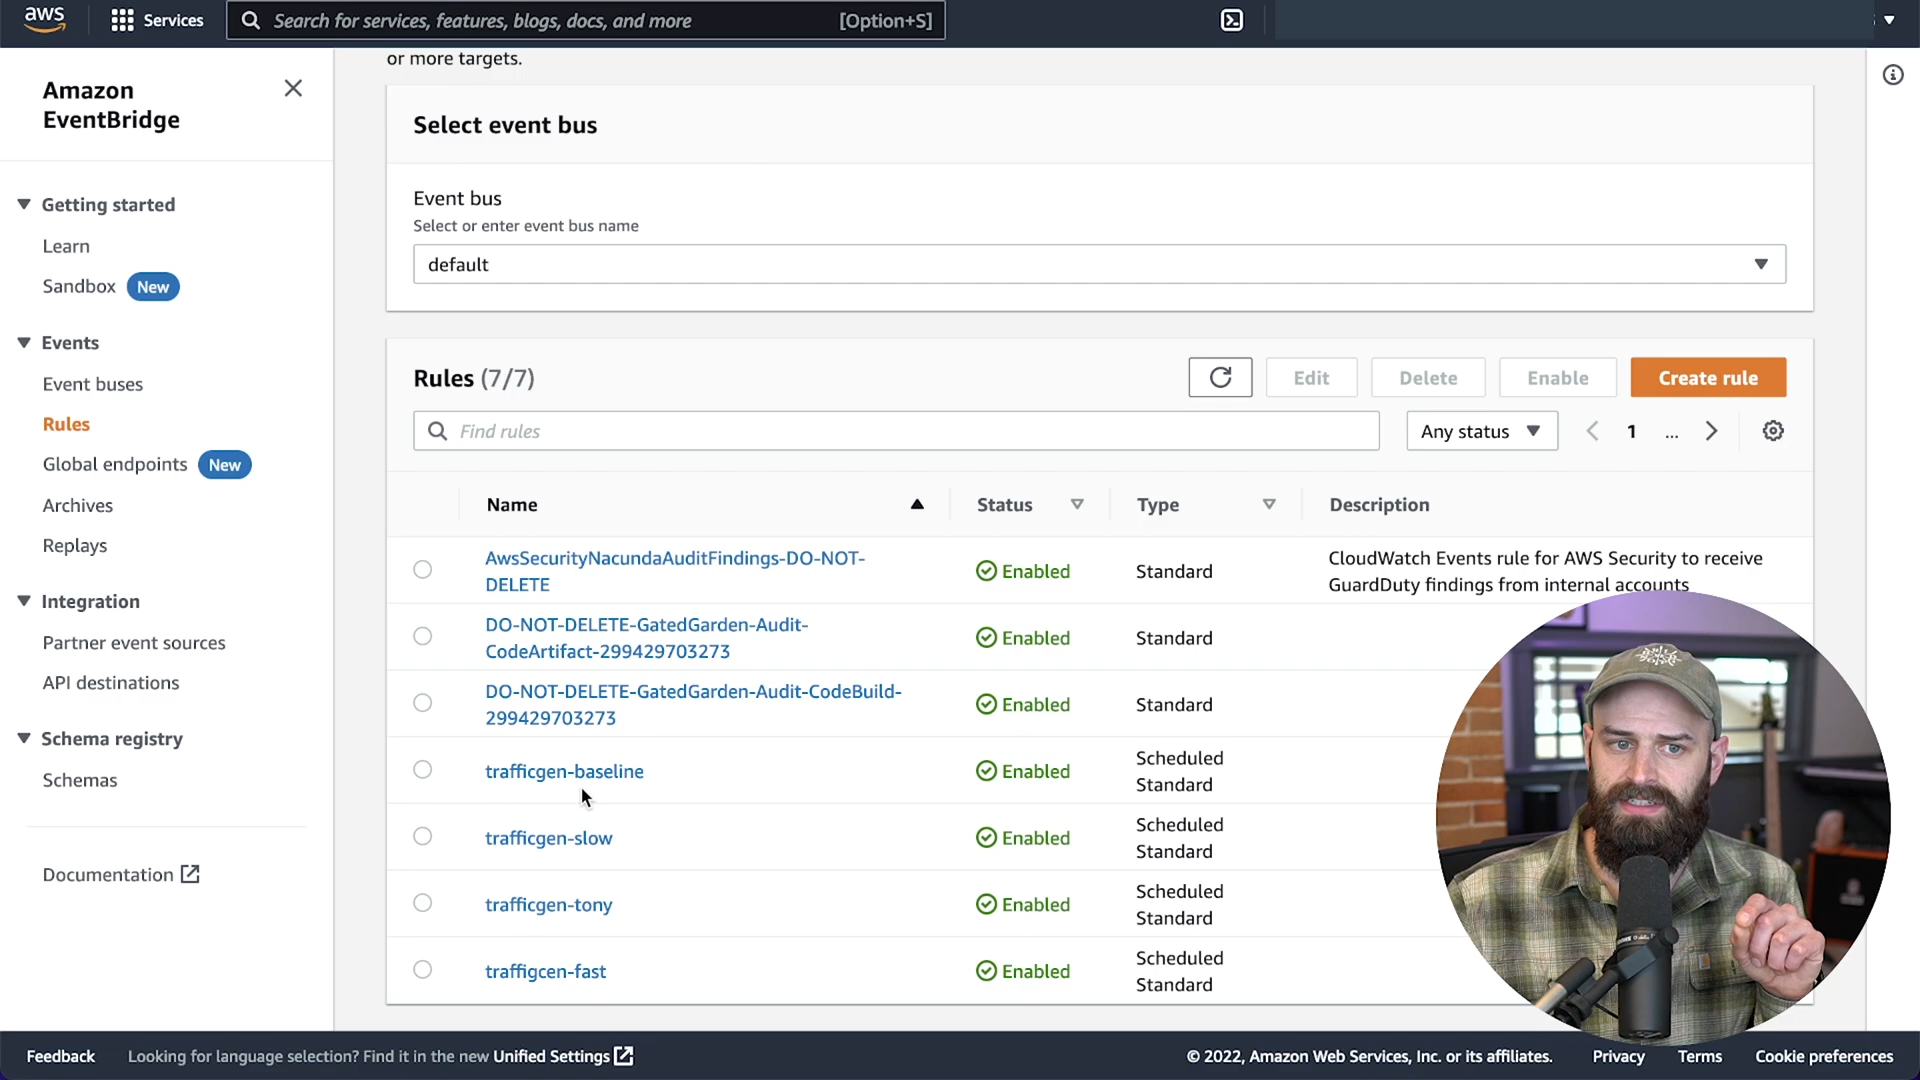 aws
Services
Search for services, features, blogs, docs, and more [Option+S]
Amazon
EventBridge
Getting started
Learn
Sandbox New
Events
Event buses
Rules
Global endpoints New
Archives
Replays
Integration
Partner event sources
API destinations
Schema registry
Schemas
Documentation
or more targets.
Select event bus
Event bus
Select or enter event bus name
default
Rules (7/7)
Edit
Delete
Enable
Create rule
Find rules
Any status
1 ...
Name Status Type Description
AwsSecurityNacundaAuditFindings-DO-NOT-
DELETE
Enabled
Standard
CloudWatch Events rule for AWS Security to receive
GuardDuty findings from internal accounts
DO-NOT-DELETE-GatedGarden-Audit-
CodeArtifact-299429703273
Enabled
Standard
DO-NOT-DELETE-GatedGarden-Audit-CodeBuild-
299429703273
Enabled
Standard
trafficgen-baseline
Enabled
Scheduled
Standard
trafficgen-slow
Enabled
Scheduled
Standard
trafficgen-tony
Enabled
Scheduled
Standard
traffigcen-fast
Enabled
Scheduled
Standard
Feedback
Looking for language selection? Find it in the new Unified Settings
© 2022, Amazon Web Services, Inc. or its affiliates.
Privacy
Terms
Cookie preferences